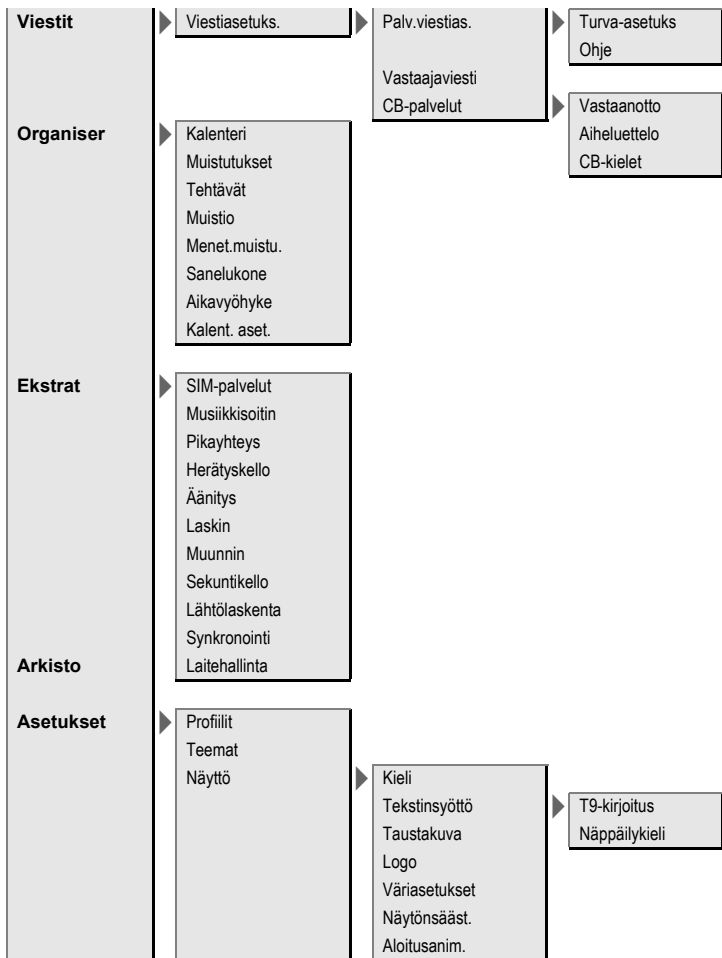 Viestit
Viestiasetuks.
Palv.viestias.
Turva-asetuks
Ohje
Vastaajaviesti
CB-palvelut
Vastaanotto
Aiheluettelo
CB-kielet
Organiser
Kalenteri
Muistutukset
Tehtävät
Muistio
Menet.muistu.
Sanelukone
Aikavyöhyke
Kalent. aset.
Ekstrat
SIM-palvelut
Musiikkisoitin
Pikayhteys
Herätyskello
Äänitys
Laskin
Muunnin
Sekuntikello
Lähtölaskenta
Synkronointi
Laitehallinta
Arkisto
Asetukset
Profiilit
Teemat
Näyttö
Kieli
Tekstinsyöttö
T9-kirjoitus
Näppäilykieli
Taustakuva
Logo
Väriasetukset
Näytönsääst.
Aloitusanim.